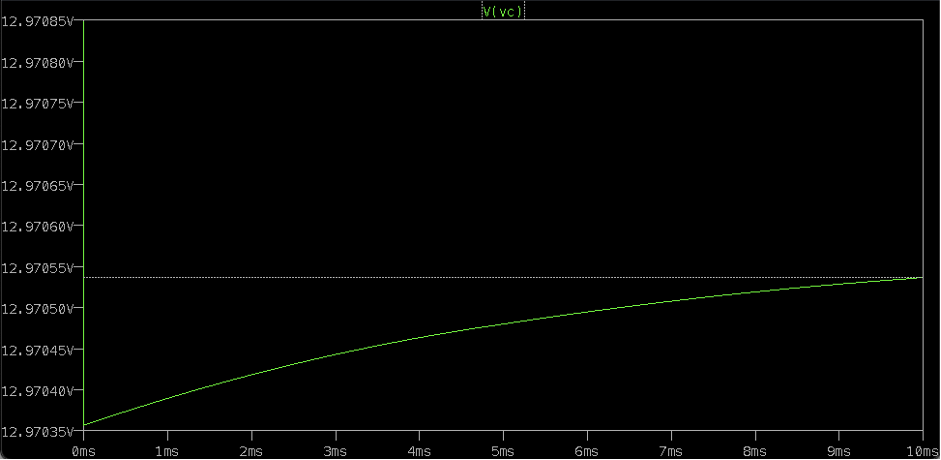 V(vc)
12.97085V
12.97080V
12.97075V
12.97070V
12.97065V
12.97060V
12.97055V
12.97050V
12.97045V
12.97040V
12.97035V
0ms 1ms 2ms 3ms 4ms 5ms 6ms 7ms 8ms 9ms 10ms